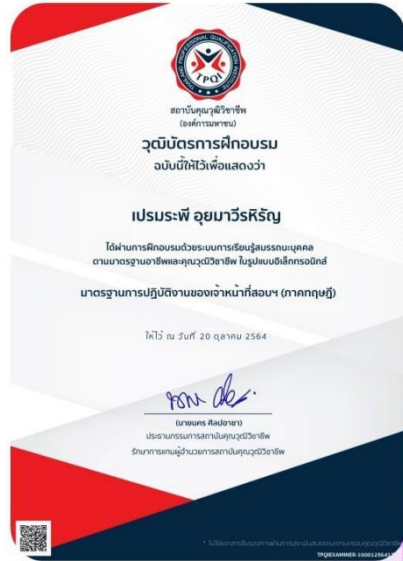 THAILAND PROFESSIONAL QUALIFICATION INSTITUTE
TPQI
สถาบันคุณวุฒิวิชาชีพ
(องค์การมหาชน)
วุฒิบัตรการฝึกอบรม
ฉบับนี้ให้ไว้เพื่อแสดงว่า
เปรมระพี อุยมาวีรหิรัญ
ได้ผ่านการฝึกอบรมด้วยระบบการเรียนรู้สมรรถนะบุคคล
ตามมาตรฐานอาชีพและคุณวุฒิวิชาชีพ ในรูปแบบอิเล็กทรอนิกส์
มาตรฐานการปฏิบัติงานของเจ้าหน้าที่สอบฯ (ภาคทฤษฎี)
ให้ไว้ ณ วันที่ 20 ตุลาคม 2564
(นายนคร ศิลปอาชา)
ประธานกรรมการสถาบันคุณวุฒิวิชาชีพ
รักษาการแทนผู้อำนวยการสถาบันคุณวุฒิวิชาชีพ